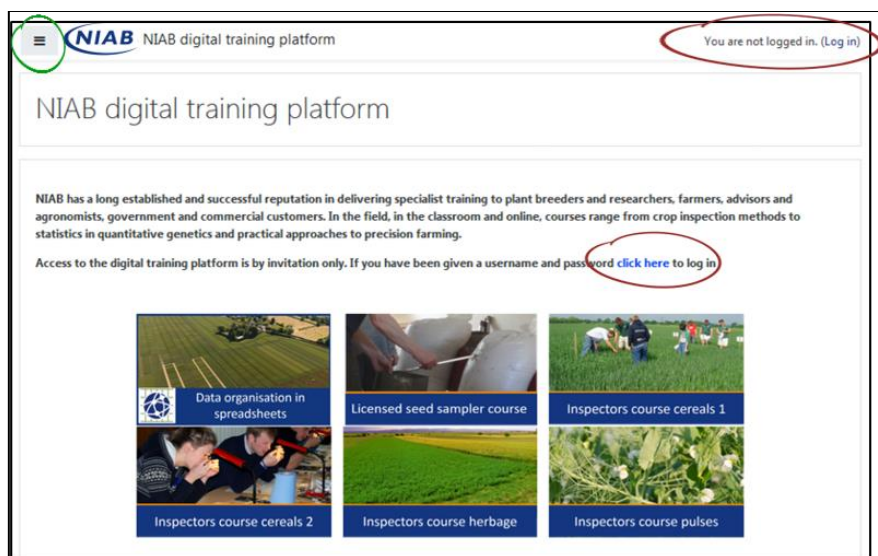 NIAB NIAB digital training platform
You are not logged in. (Log in)
NIAB digital training platform
NIAB has a long established and successful reputation in delivering specialist training to plant breeders and researchers, farmers, advisors and
agronomists, government and commercial customers. In the field, in the classroom and online, courses range from crop inspection methods to
statistics in quantitative genetics and practical approaches to precision farming.
Access to the digital training platform is by invitation only. If you have been given a username and password click here to log in
Data organisation in
spreadsheets
Licensed seed sampler course
Inspectors course cereals 1
Inspectors course cereals 2
Inspectors course herbage
Inspectors course pulses